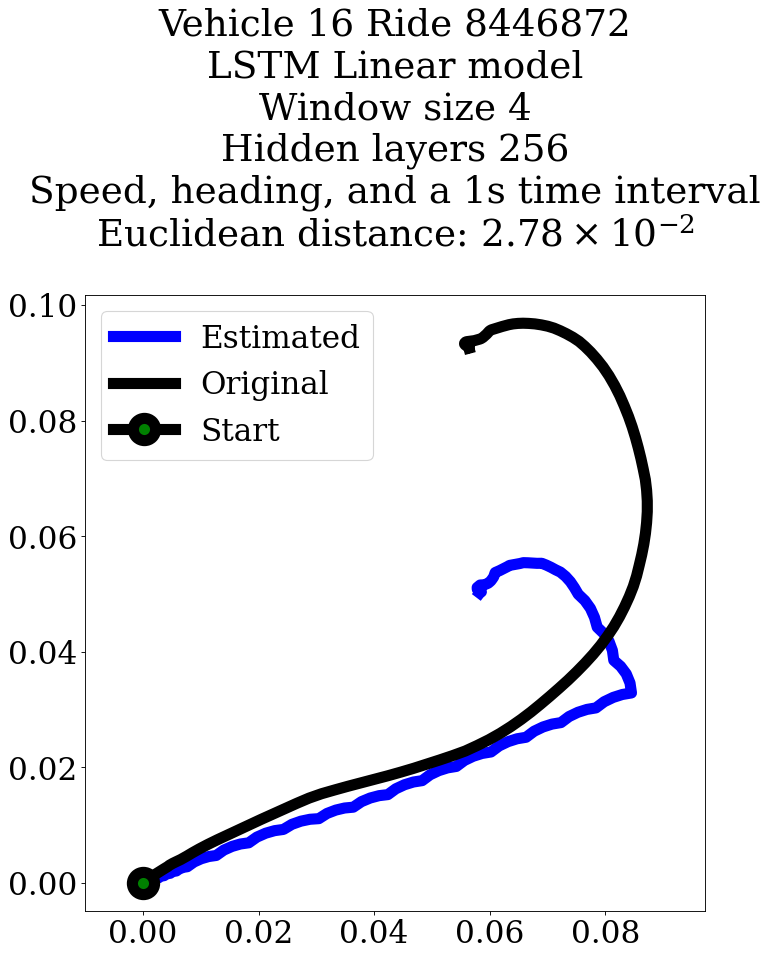 Vehicle 16 Ride 8446872
LSTM Linear model
Window size 4
Hidden layers 256
Speed, heading, and a 1s time interval
Euclidean distance: 2.78 × 10⁻²
0.10
0.08
0.06
0.04
0.02
0.00
Estimated
Original
Start
0.00 0.02 0.04 0.06 0.08